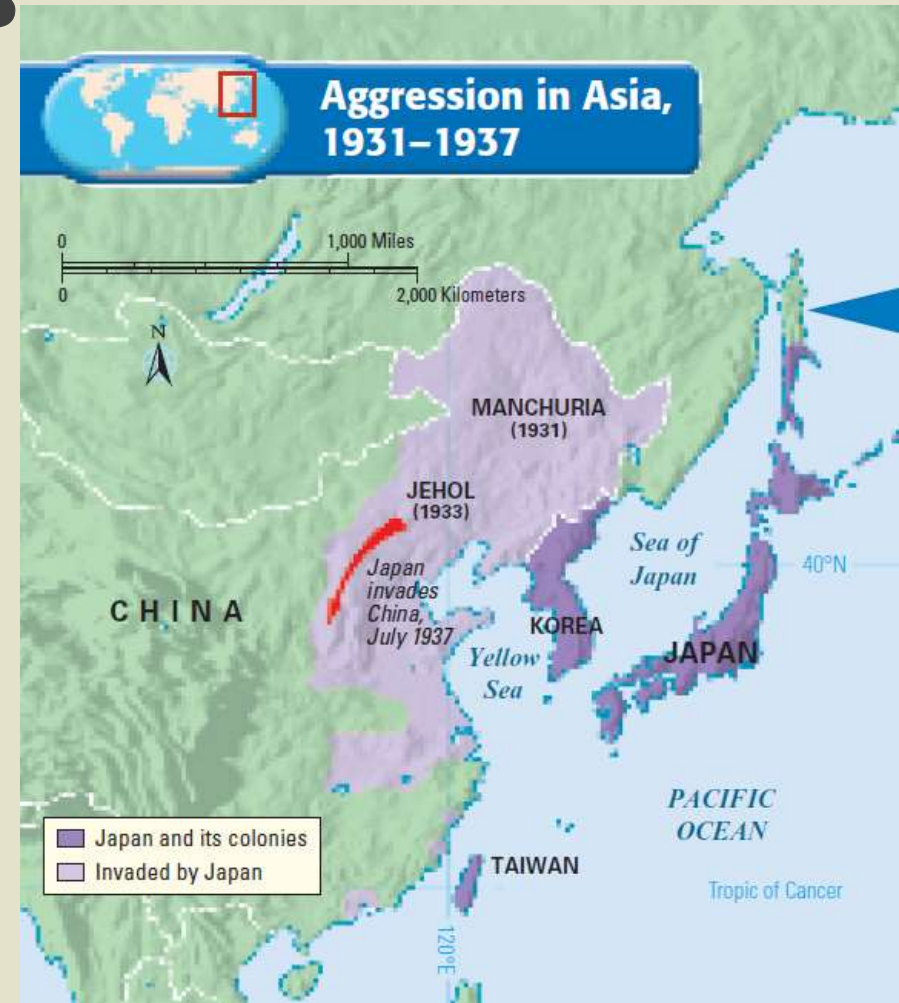 Aggression in Asia,
1931–1937
0
1,000 Miles
0
2,000 Kilometers
N
MANCHURIA
(1931)
JEHOL
(1933)
Japan
invades
China,
July 1937
CHINA
Sea of
Japan
40°N
KOREA
JAPAN
Yellow
Sea
PACIFIC
OCEAN
Japan and its colonies
Invaded by Japan
TAIWAN
Tropic of Cancer
120°E